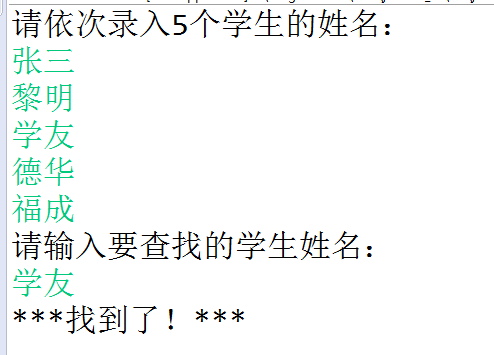 请依次录入5个学生的姓名：
张三
黎明
学友
德华
福成
请输入要查找的学生姓名：
学友
***找到了！***